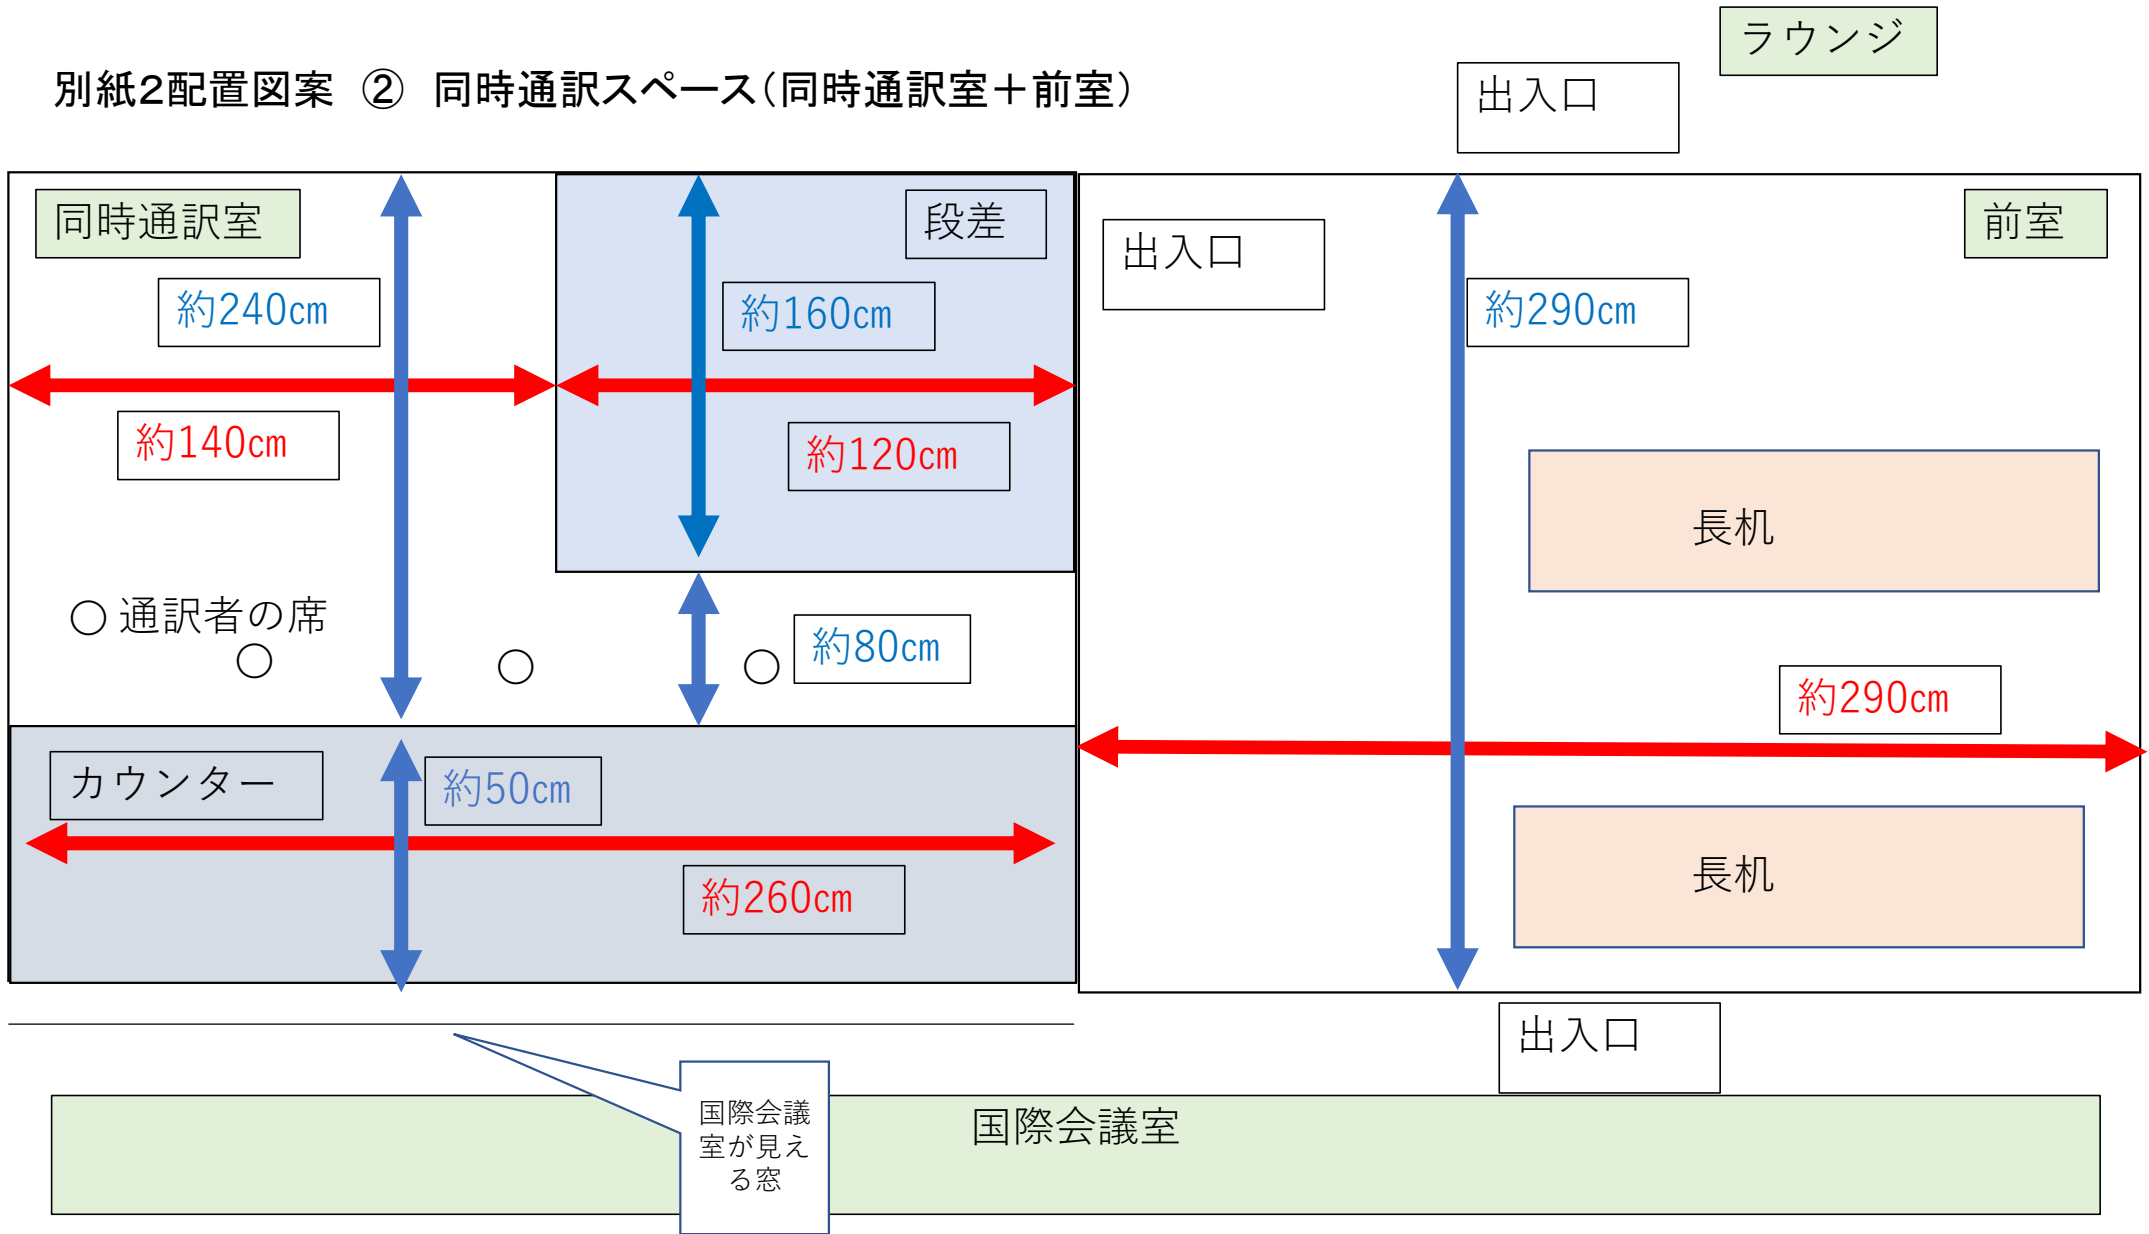 ラウンジ
別紙2配置図案 ② 同時通訳スペース(同時通訳室+前室)
出入口
同時通訳室
段差
出入口
前室
約240cm
約160cm
約290cm
約140cm
約120cm
長机
○ 通訳者の席
約80cm
約290cm
カウンター
約50cm
約260cm
長机
出入口
国際会議
室が見え
る窓
国際会議室